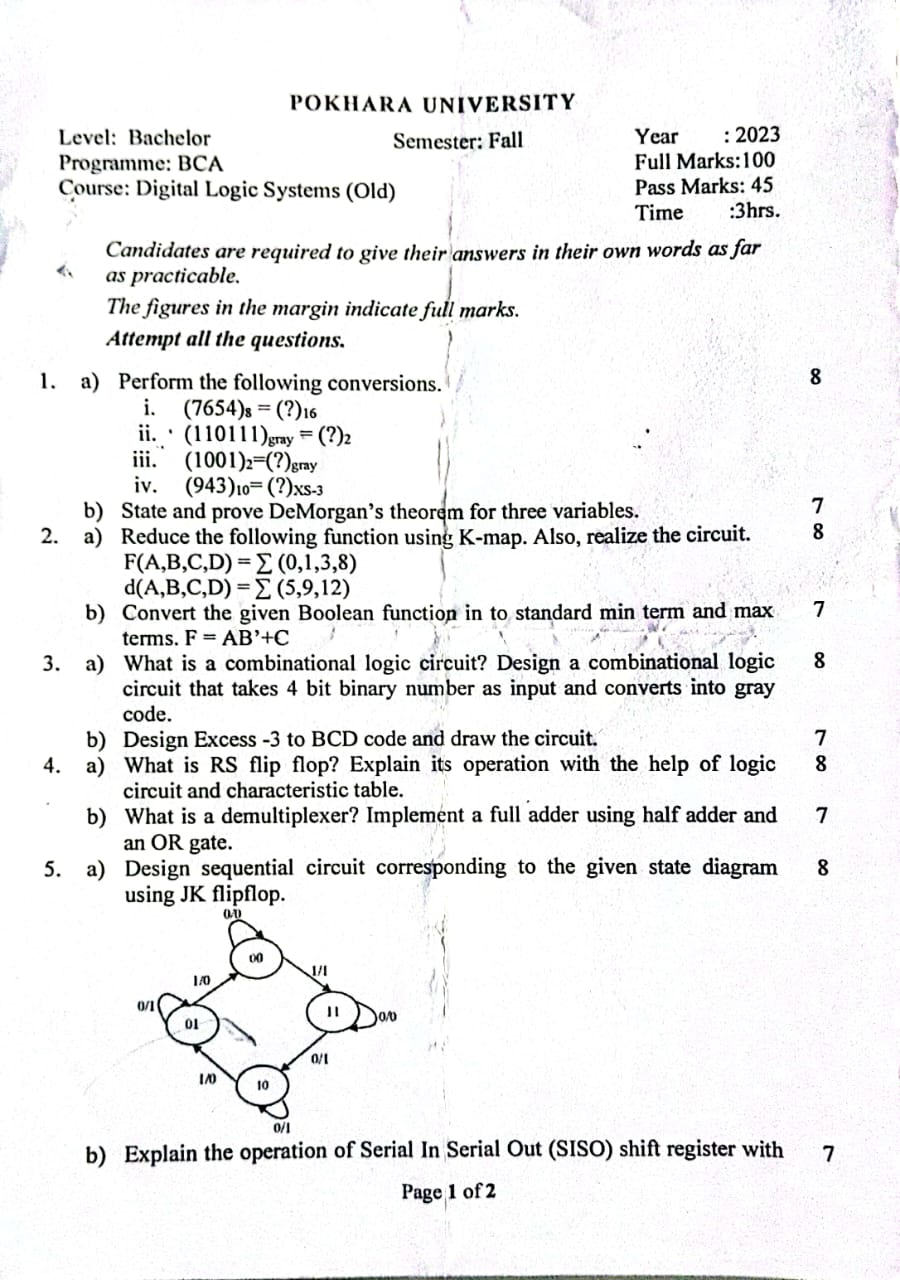 POKHARA UNIVERSITY
Level: Bachelor Semester: Fall Year : 2023
Programme: BCA Full Marks:100
Course: Digital Logic Systems (Old) Pass Marks: 45
Time :3hrs.
Candidates are required to give their answers in their own words as far
as practicable.
The figures in the margin indicate full marks.
Attempt all the questions.
1. a) Perform the following conversions. 8
i. (7654)₈ = (?)₁₆
ii. (110111)gray = (?)₂
iii. (1001)₂=(?)gray
iv. (943)₁₀= (?)XS-3
b) State and prove DeMorgan's theorem for three variables. 7
2. a) Reduce the following function using K-map. Also, realize the circuit. 8
F(A,B,C,D) = ∑ (0,1,3,8)
d(A,B,C,D) = ∑ (5,9,12)
b) Convert the given Boolean function in to standard min term and max 7
terms. F = AB'+C
3. a) What is a combinational logic circuit? Design a combinational logic 8
circuit that takes 4 bit binary number as input and converts into gray
code.
b) Design Excess -3 to BCD code and draw the circuit. 7
4. a) What is RS flip flop? Explain its operation with the help of logic 8
circuit and characteristic table.
b) What is a demultiplexer? Implement a full adder using half adder and 7
an OR gate.
5. a) Design sequential circuit corresponding to the given state diagram 8
using JK flipflop.
0/0
00
1/0
1/1
0/1
01
11
0/0
0/1
1/0
10
0/1
b) Explain the operation of Serial In Serial Out (SISO) shift register with 7
Page 1 of 2